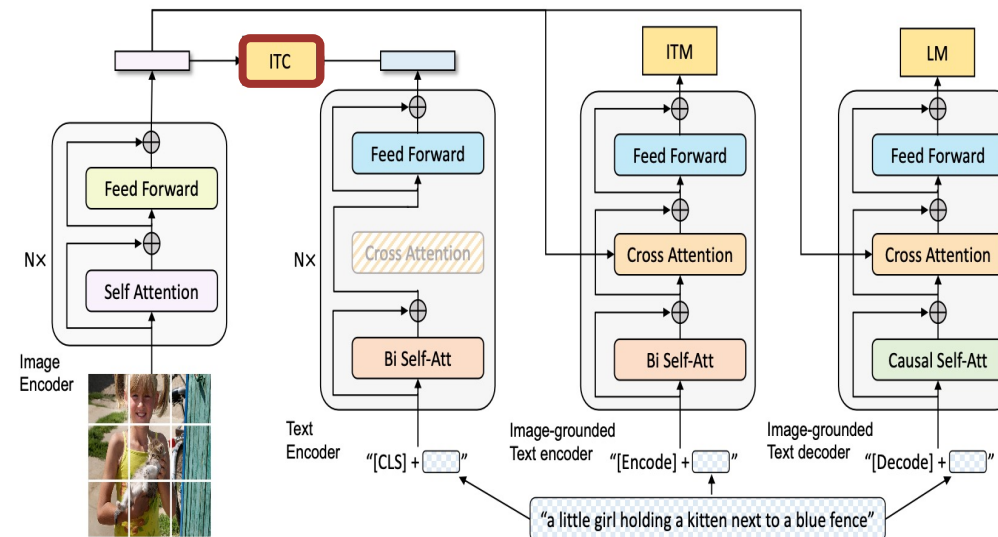 ITC
ITM
LM
Feed Forward
Self Attention
N×
Image
Encoder
Feed Forward
Cross Attention
Bi Self-Att
N×
Text
Encoder
"[CLS] + "
Feed Forward
Cross Attention
Bi Self-Att
Image-grounded
Text encoder
"[Encode] + "
Feed Forward
Cross Attention
Causal Self-Att
Image-grounded
Text decoder
"[Decode] + "
"a little girl holding a kitten next to a blue fence"